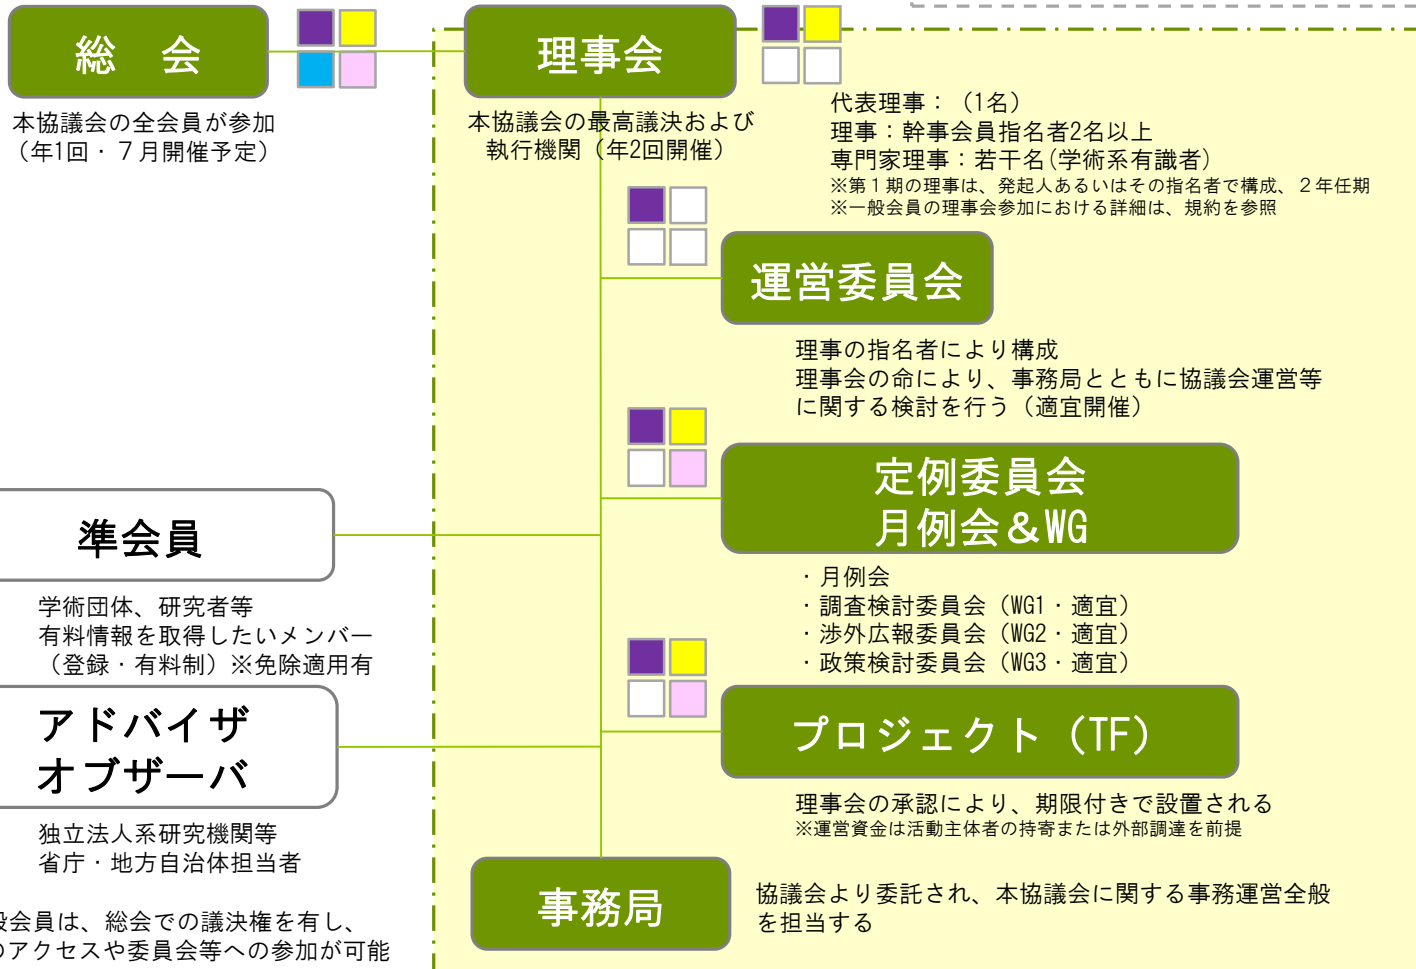 総　会
本協議会の全会員が参加
（年1回・７月開催予定）
理事会
本協議会の最高議決および
執行機関（年2回開催）
代表理事：（1名）
理事：幹事会員指名者2名以上
専門家理事：若干名(学術系有識者)
※第１期の理事は、発起人あるいはその指名者で構成、２年任期
※一般会員の理事会参加における詳細は、規約を参照
運営委員会
理事の指名者により構成
理事会の命により、事務局とともに協議会運営等
に関する検討を行う（適宜開催）
定例委員会
月例会＆WG
・月例会
・調査検討委員会（WG1・適宜）
・渉外広報委員会（WG2・適宜）
・政策検討委員会（WG3・適宜）
準会員
学術団体、研究者等
有料情報を取得したいメンバー
（登録・有料制）※免除適用有
アドバイザ
オブザーバ
独立法人系研究機関等
省庁・地方自治体担当者
プロジェクト（TF）
理事会の承認により、期限付きで設置される
※運営資金は活動主体者の持寄または外部調達を前提
事務局
協議会より委託され、本協議会に関する事務運営全般
を担当する
般会員は、総会での議決権を有し、
のアクセスや委員会等への参加が可能